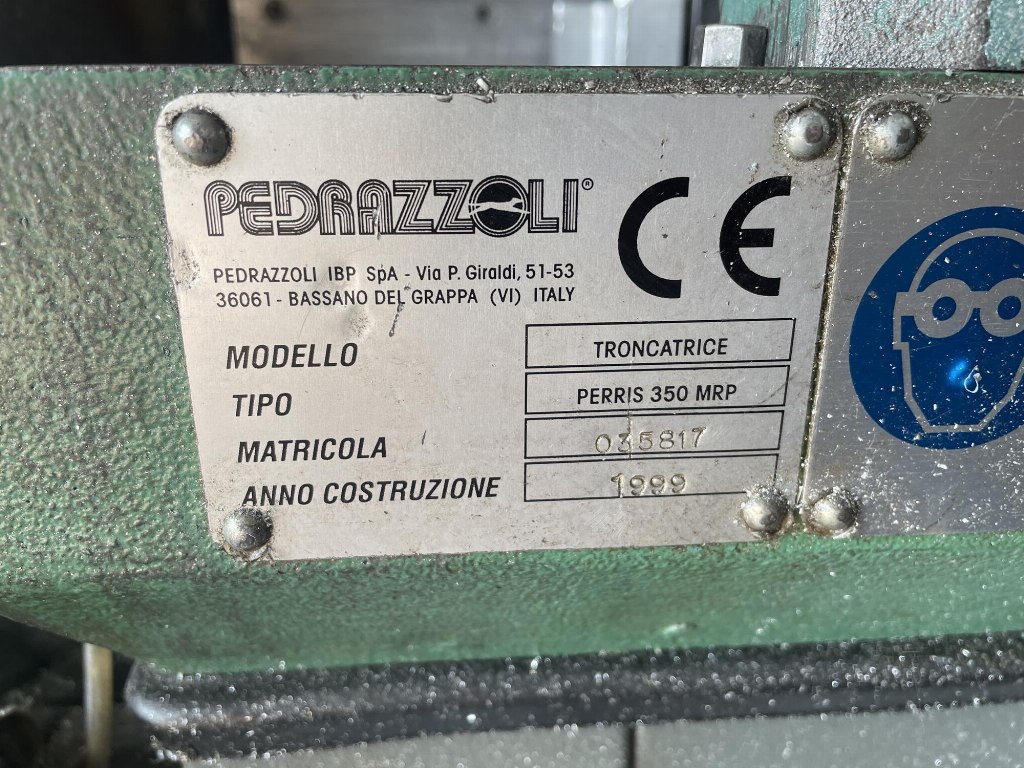 PEDRAZZOLI®
CE
PEDRAZZOLI IBP SpA - Via P. Giraldi, 51-53
36061 - BASSANO DEL GRAPPA (VI) ITALY
MODELLO TRONCATRICE
TIPO PERRIS 350 MRP
MATRICOLA 035817
ANNO COSTRUZIONE 1999